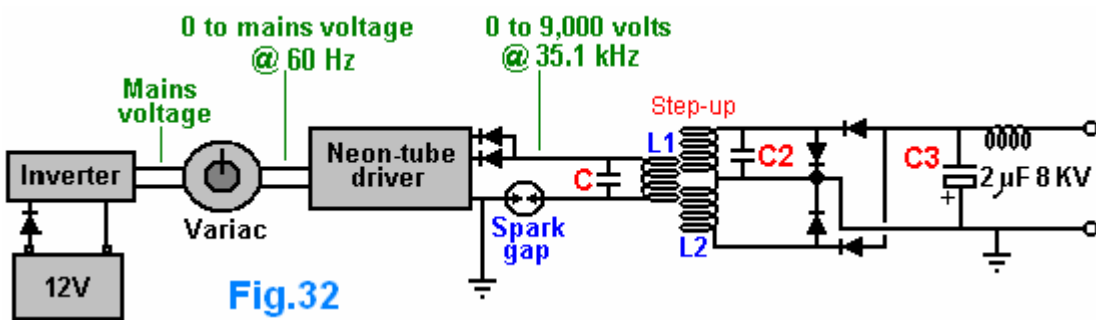 0 to mains voltage
@ 60 Hz
0 to 9,000 volts
@ 35.1 kHz
Mains
voltage
Step-up
L1
Neon-tube
driver
C
C2
C3
Inverter
2 µF 8 KV
+
Variac
Spark
gap
L2
12V
Fig.32